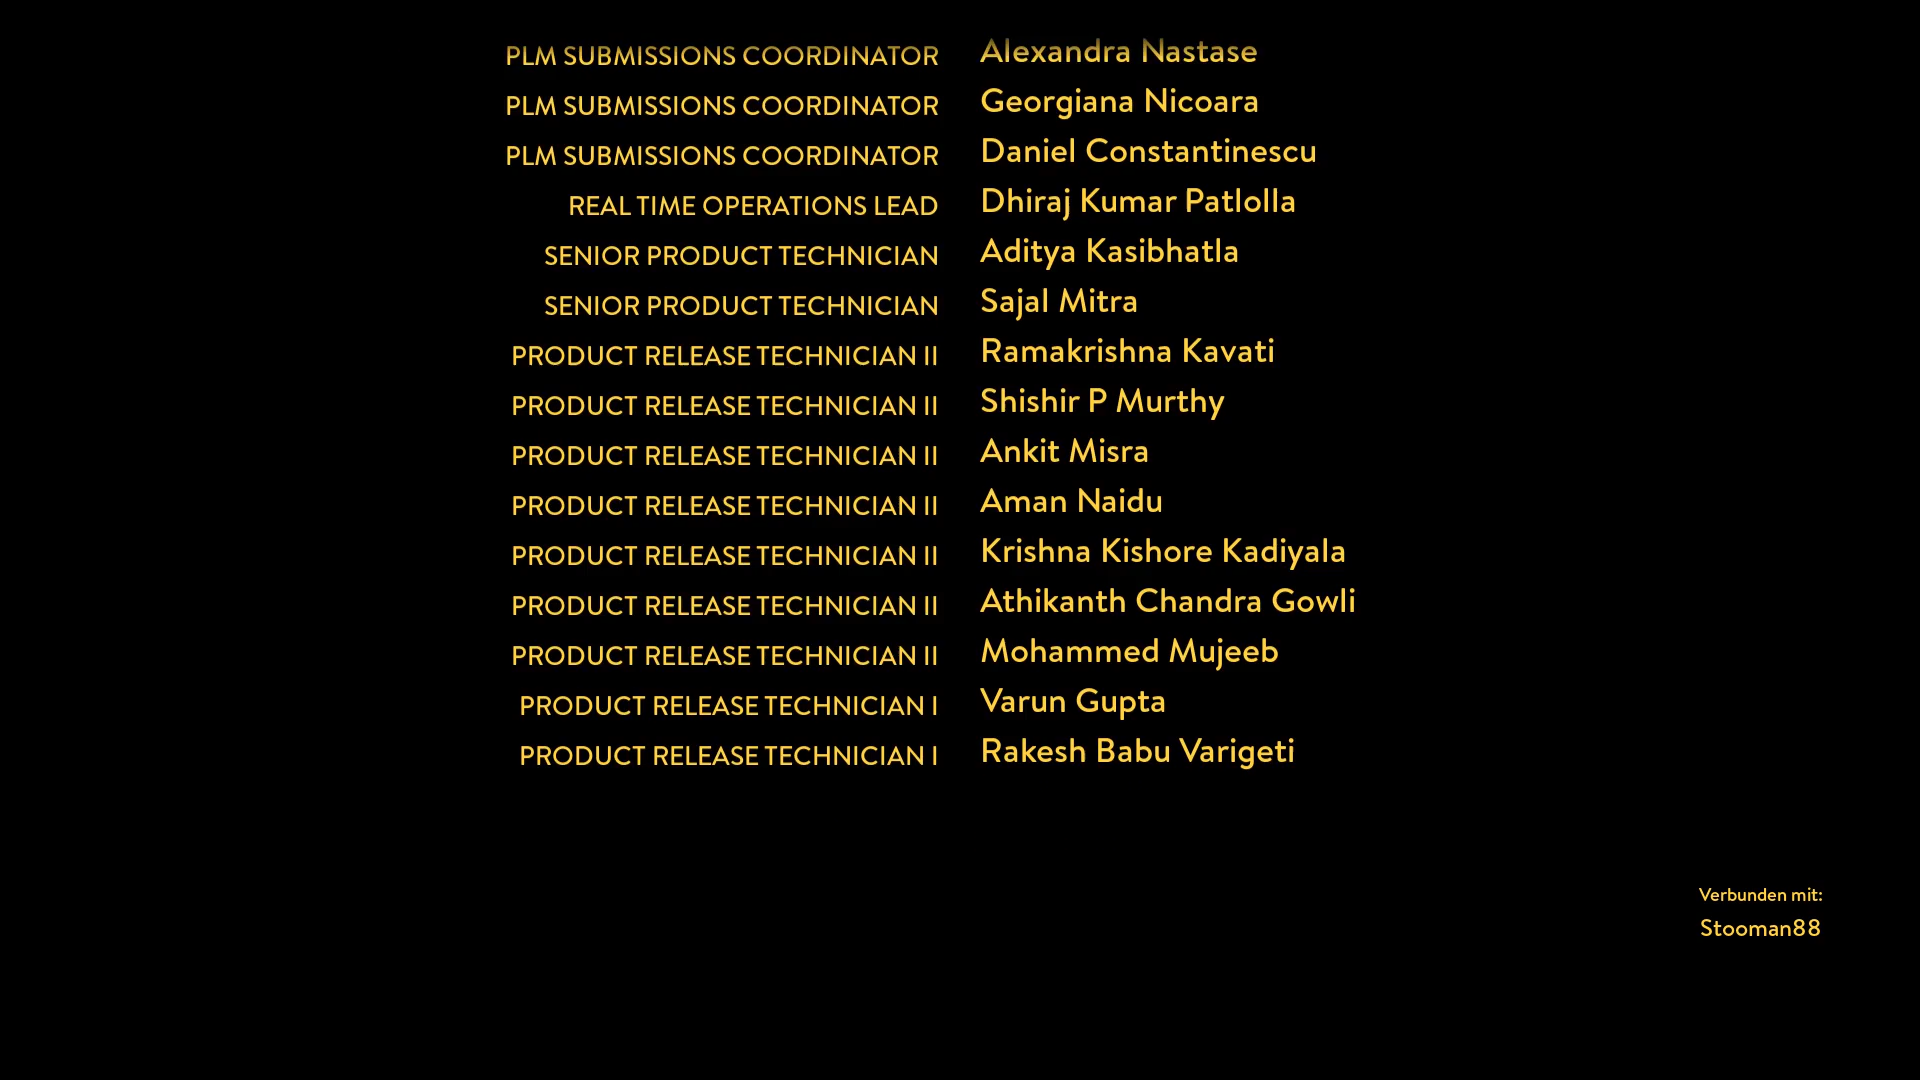 PLM SUBMISSIONS COORDINATOR Alexandra Nastase
PLM SUBMISSIONS COORDINATOR Georgiana Nicoara
PLM SUBMISSIONS COORDINATOR Daniel Constantinescu
REAL TIME OPERATIONS LEAD Dhiraj Kumar Patlolla
SENIOR PRODUCT TECHNICIAN Aditya Kasibhatla
SENIOR PRODUCT TECHNICIAN Sajal Mitra
PRODUCT RELEASE TECHNICIAN II Ramakrishna Kavati
PRODUCT RELEASE TECHNICIAN II Shishir P Murthy
PRODUCT RELEASE TECHNICIAN II Ankit Misra
PRODUCT RELEASE TECHNICIAN II Aman Naidu
PRODUCT RELEASE TECHNICIAN II Krishna Kishore Kadiyala
PRODUCT RELEASE TECHNICIAN II Athikanth Chandra Gowli
PRODUCT RELEASE TECHNICIAN II Mohammed Mujeeb
PRODUCT RELEASE TECHNICIAN I Varun Gupta
PRODUCT RELEASE TECHNICIAN I Rakesh Babu Varigeti
Verbunden mit:
Stooman88